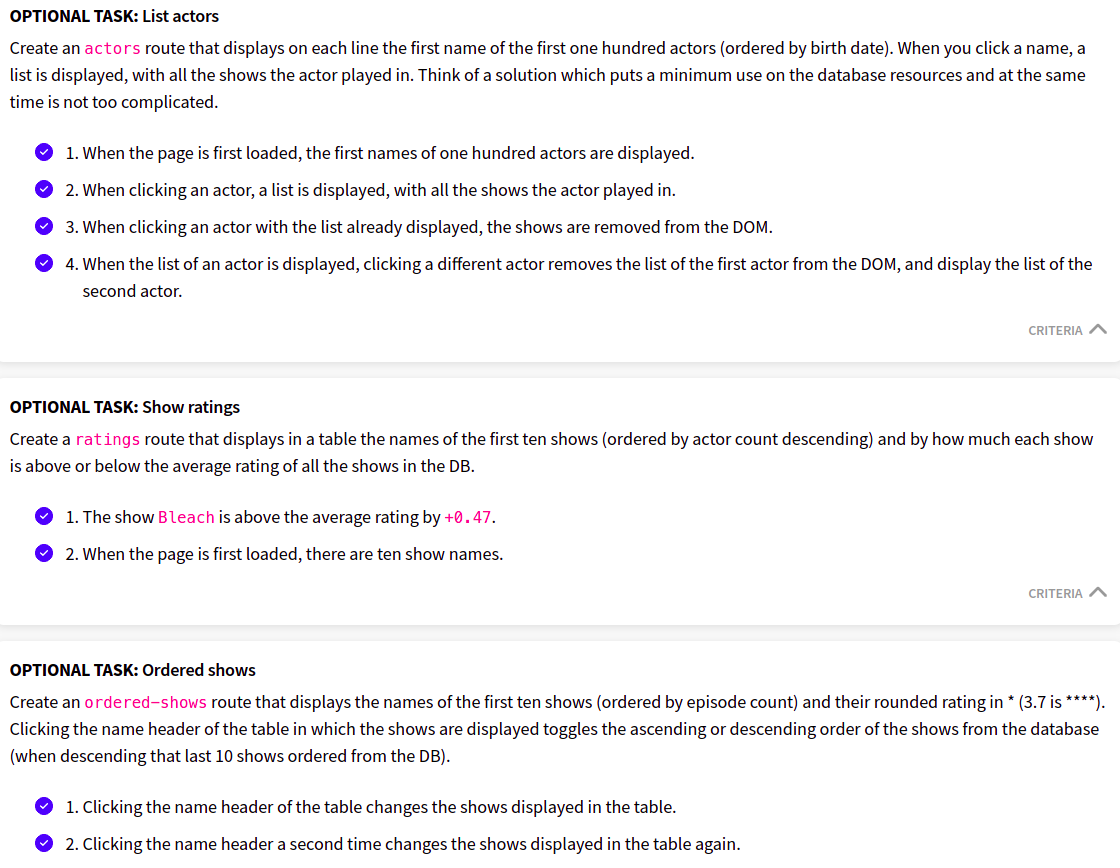 OPTIONAL TASK: List actors
Create an actors route that displays on each line the first name of the first one hundred actors (ordered by birth date). When you click a name, a
list is displayed, with all the shows the actor played in. Think of a solution which puts a minimum use on the database resources and at the same
time is not too complicated.
1. When the page is first loaded, the first names of one hundred actors are displayed.
2. When clicking an actor, a list is displayed, with all the shows the actor played in.
3. When clicking an actor with the list already displayed, the shows are removed from the DOM.
4. When the list of an actor is displayed, clicking a different actor removes the list of the first actor from the DOM, and display the list of the
second actor.
CRITERIA
OPTIONAL TASK: Show ratings
Create a ratings route that displays in a table the names of the first ten shows (ordered by actor count descending) and by how much each show
is above or below the average rating of all the shows in the DB.
1. The show Bleach is above the average rating by +0.47.
2. When the page is first loaded, there are ten show names.
CRITERIA
OPTIONAL TASK: Ordered shows
Create an ordered-shows route that displays the names of the first ten shows (ordered by episode count) and their rounded rating in * (3.7 is ****).
Clicking the name header of the table in which the shows are displayed toggles the ascending or descending order of the shows from the database
(when descending that last 10 shows ordered from the DB).
1. Clicking the name header of the table changes the shows displayed in the table.
2. Clicking the name header a second time changes the shows displayed in the table again.